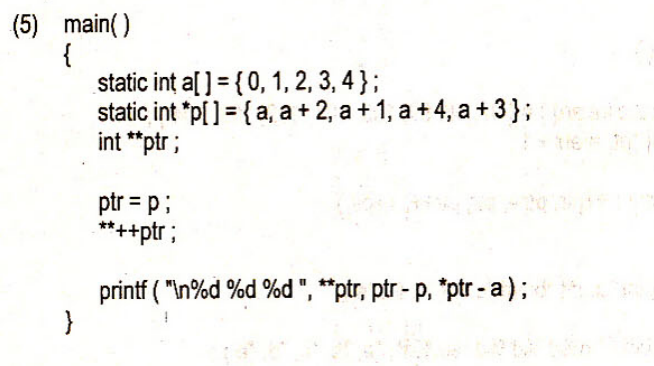 (5) main( )
{
static int a[ ] = { 0, 1, 2, 3, 4 } ;
static int *p[ ] = { a, a + 2, a + 1, a + 4, a + 3 } ;
int **ptr ;
ptr = p ;
**++ptr ;
printf ( "\n%d %d %d ", **ptr, ptr - p, *ptr - a ) ;
}